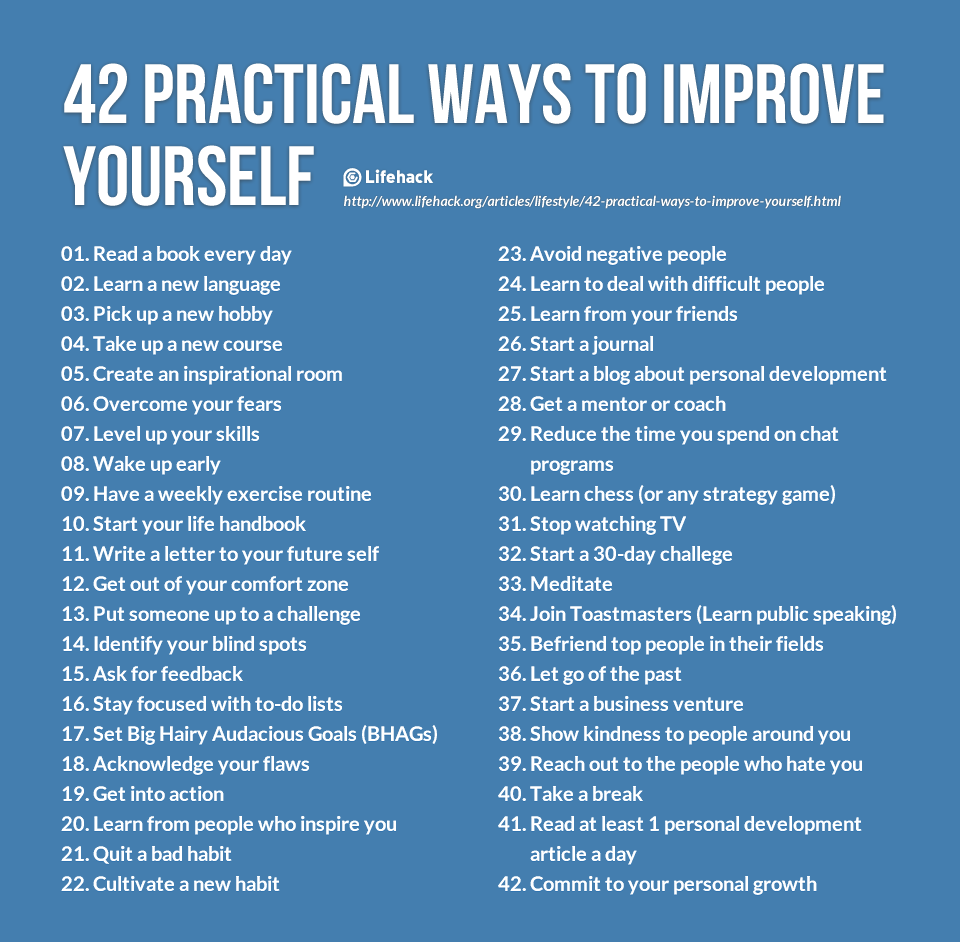 42 PRACTICAL WAYS TO IMPROVE
YOURSELF
Lifehack
http://www.lifehack.org/articles/lifestyle/42-practical-ways-to-improve-yourself.html
01. Read a book every day
02. Learn a new language
03. Pick up a new hobby
04. Take up a new course
05. Create an inspirational room
06. Overcome your fears
07. Level up your skills
08. Wake up early
09. Have a weekly exercise routine
10. Start your life handbook
11. Write a letter to your future self
12. Get out of your comfort zone
13. Put someone up to a challenge
14. Identify your blind spots
15. Ask for feedback
16. Stay focused with to-do lists
17. Set Big Hairy Audacious Goals (BHAGs)
18. Acknowledge your flaws
19. Get into action
20. Learn from people who inspire you
21. Quit a bad habit
22. Cultivate a new habit
23. Avoid negative people
24. Learn to deal with difficult people
25. Learn from your friends
26. Start a journal
27. Start a blog about personal development
28. Get a mentor or coach
29. Reduce the time you spend on chat
programs
30. Learn chess (or any strategy game)
31. Stop watching TV
32. Start a 30-day challege
33. Meditate
34. Join Toastmasters (Learn public speaking)
35. Befriend top people in their fields
36. Let go of the past
37. Start a business venture
38. Show kindness to people around you
39. Reach out to the people who hate you
40. Take a break
41. Read at least 1 personal development
article a day
42. Commit to your personal growth